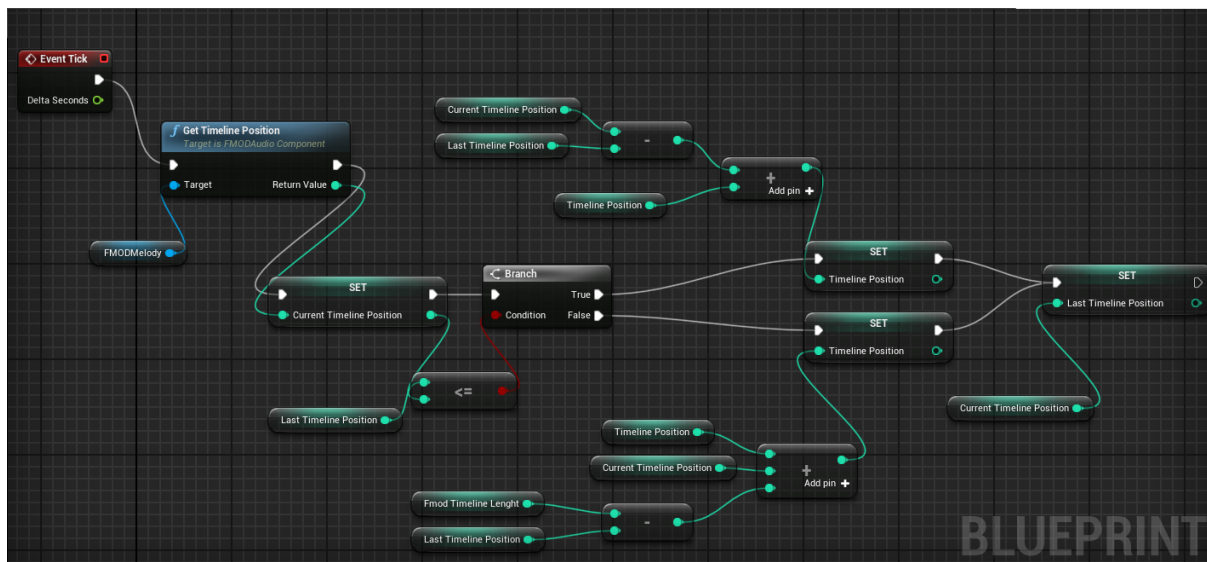 Event Tick
Delta Seconds
f Get Timeline Position
Target is FMODAudio Component
Target Return Value
FMODMelody
SET
Current Timeline Position
Last Timeline Position
<=
Branch
True
Condition False
Current Timeline Position
Last Timeline Position
-
Timeline Position
+
Add pin +
SET
Timeline Position
SET
Timeline Position
Timeline Position
Current Timeline Position
+
Add pin +
Fmod Timeline Lenght
Last Timeline Position
-
SET
Last Timeline Position
Current Timeline Position
BLUEPRINT